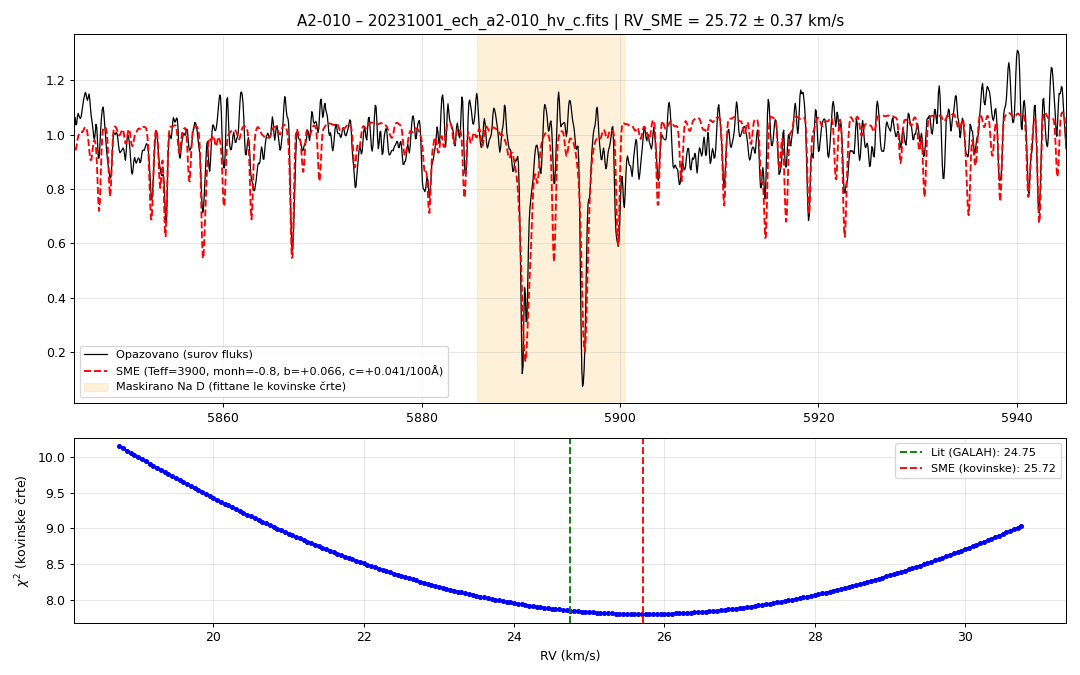 A2-010 – 20231001_ech_a2-010_hv_c.fits | RV_SME = 25.72 ± 0.37 km/s
1.2
1.0
0.8
0.6
0.4
0.2
Opazovano (surov fluks)
SME (Teff=3900, monh=-0.8, b=+0.066, c=+0.041/100Å)
Maskirano Na D (fittane le kovinske črte)
5860
5880
5900
5920
5940
χ² (kovinske črte)
10.0
9.5
9.0
8.5
8.0
Lit (GALAH): 24.75
SME (kovinske): 25.72
20
22
24
26
28
30
RV (km/s)